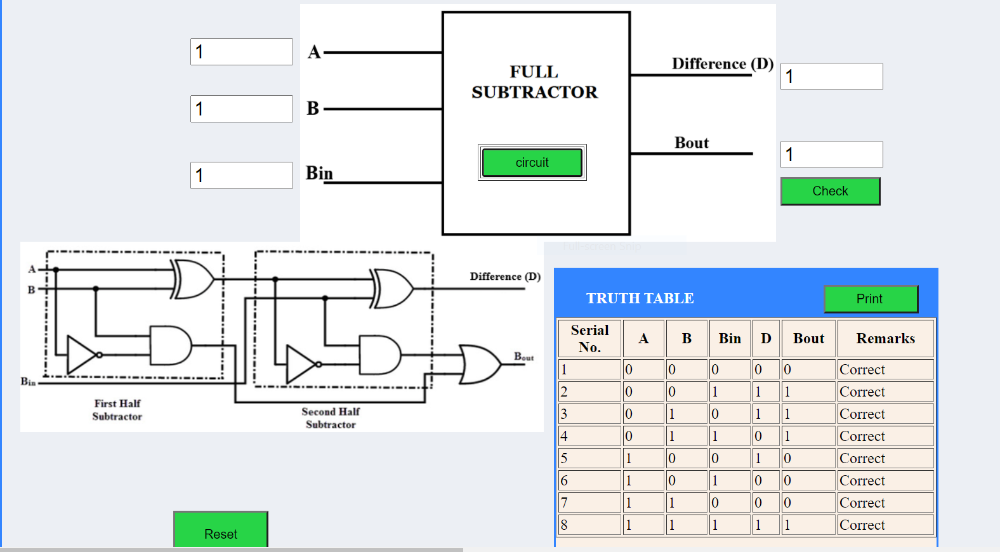 1
A
1
B
1
Bin
FULL
SUBTRACTOR
circuit
Difference (D)
1
Bout
1
Check
A
B
Bin
Difference (D)
Bout
First Half
Subtractor
Second Half
Subtractor
Reset
TRUTH TABLE
Print
Serial No. A B Bin D Bout Remarks
1 0 0 0 0 0 Correct
2 0 0 1 1 1 Correct
3 0 1 0 1 1 Correct
4 0 1 1 0 1 Correct
5 1 0 0 1 0 Correct
6 1 0 1 0 0 Correct
7 1 1 0 0 0 Correct
8 1 1 1 1 1 Correct